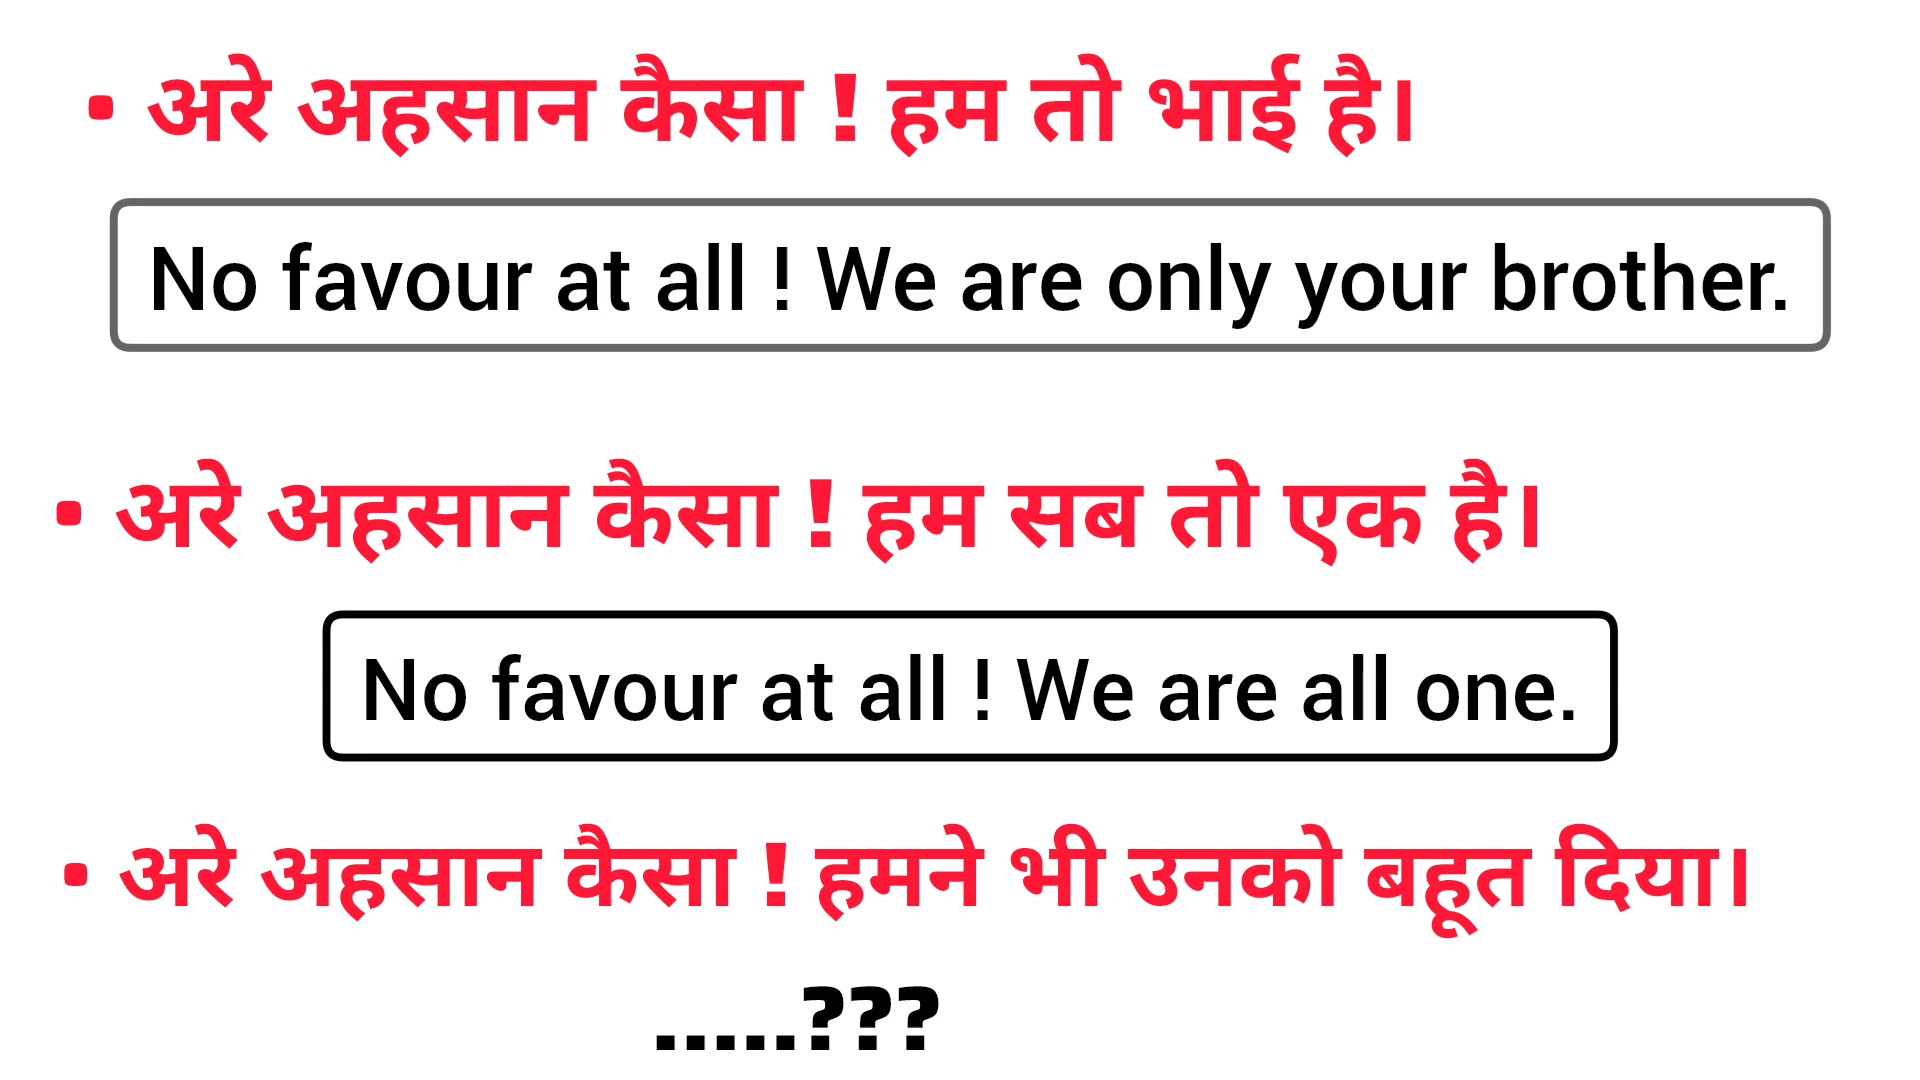 • अरे अहसान कैसा ! हम तो भाई है।
No favour at all ! We are only your brother.
• अरे अहसान कैसा ! हम सब तो एक है।
No favour at all ! We are all one.
• अरे अहसान कैसा ! हमने भी उनको बहूत दिया।
.....???